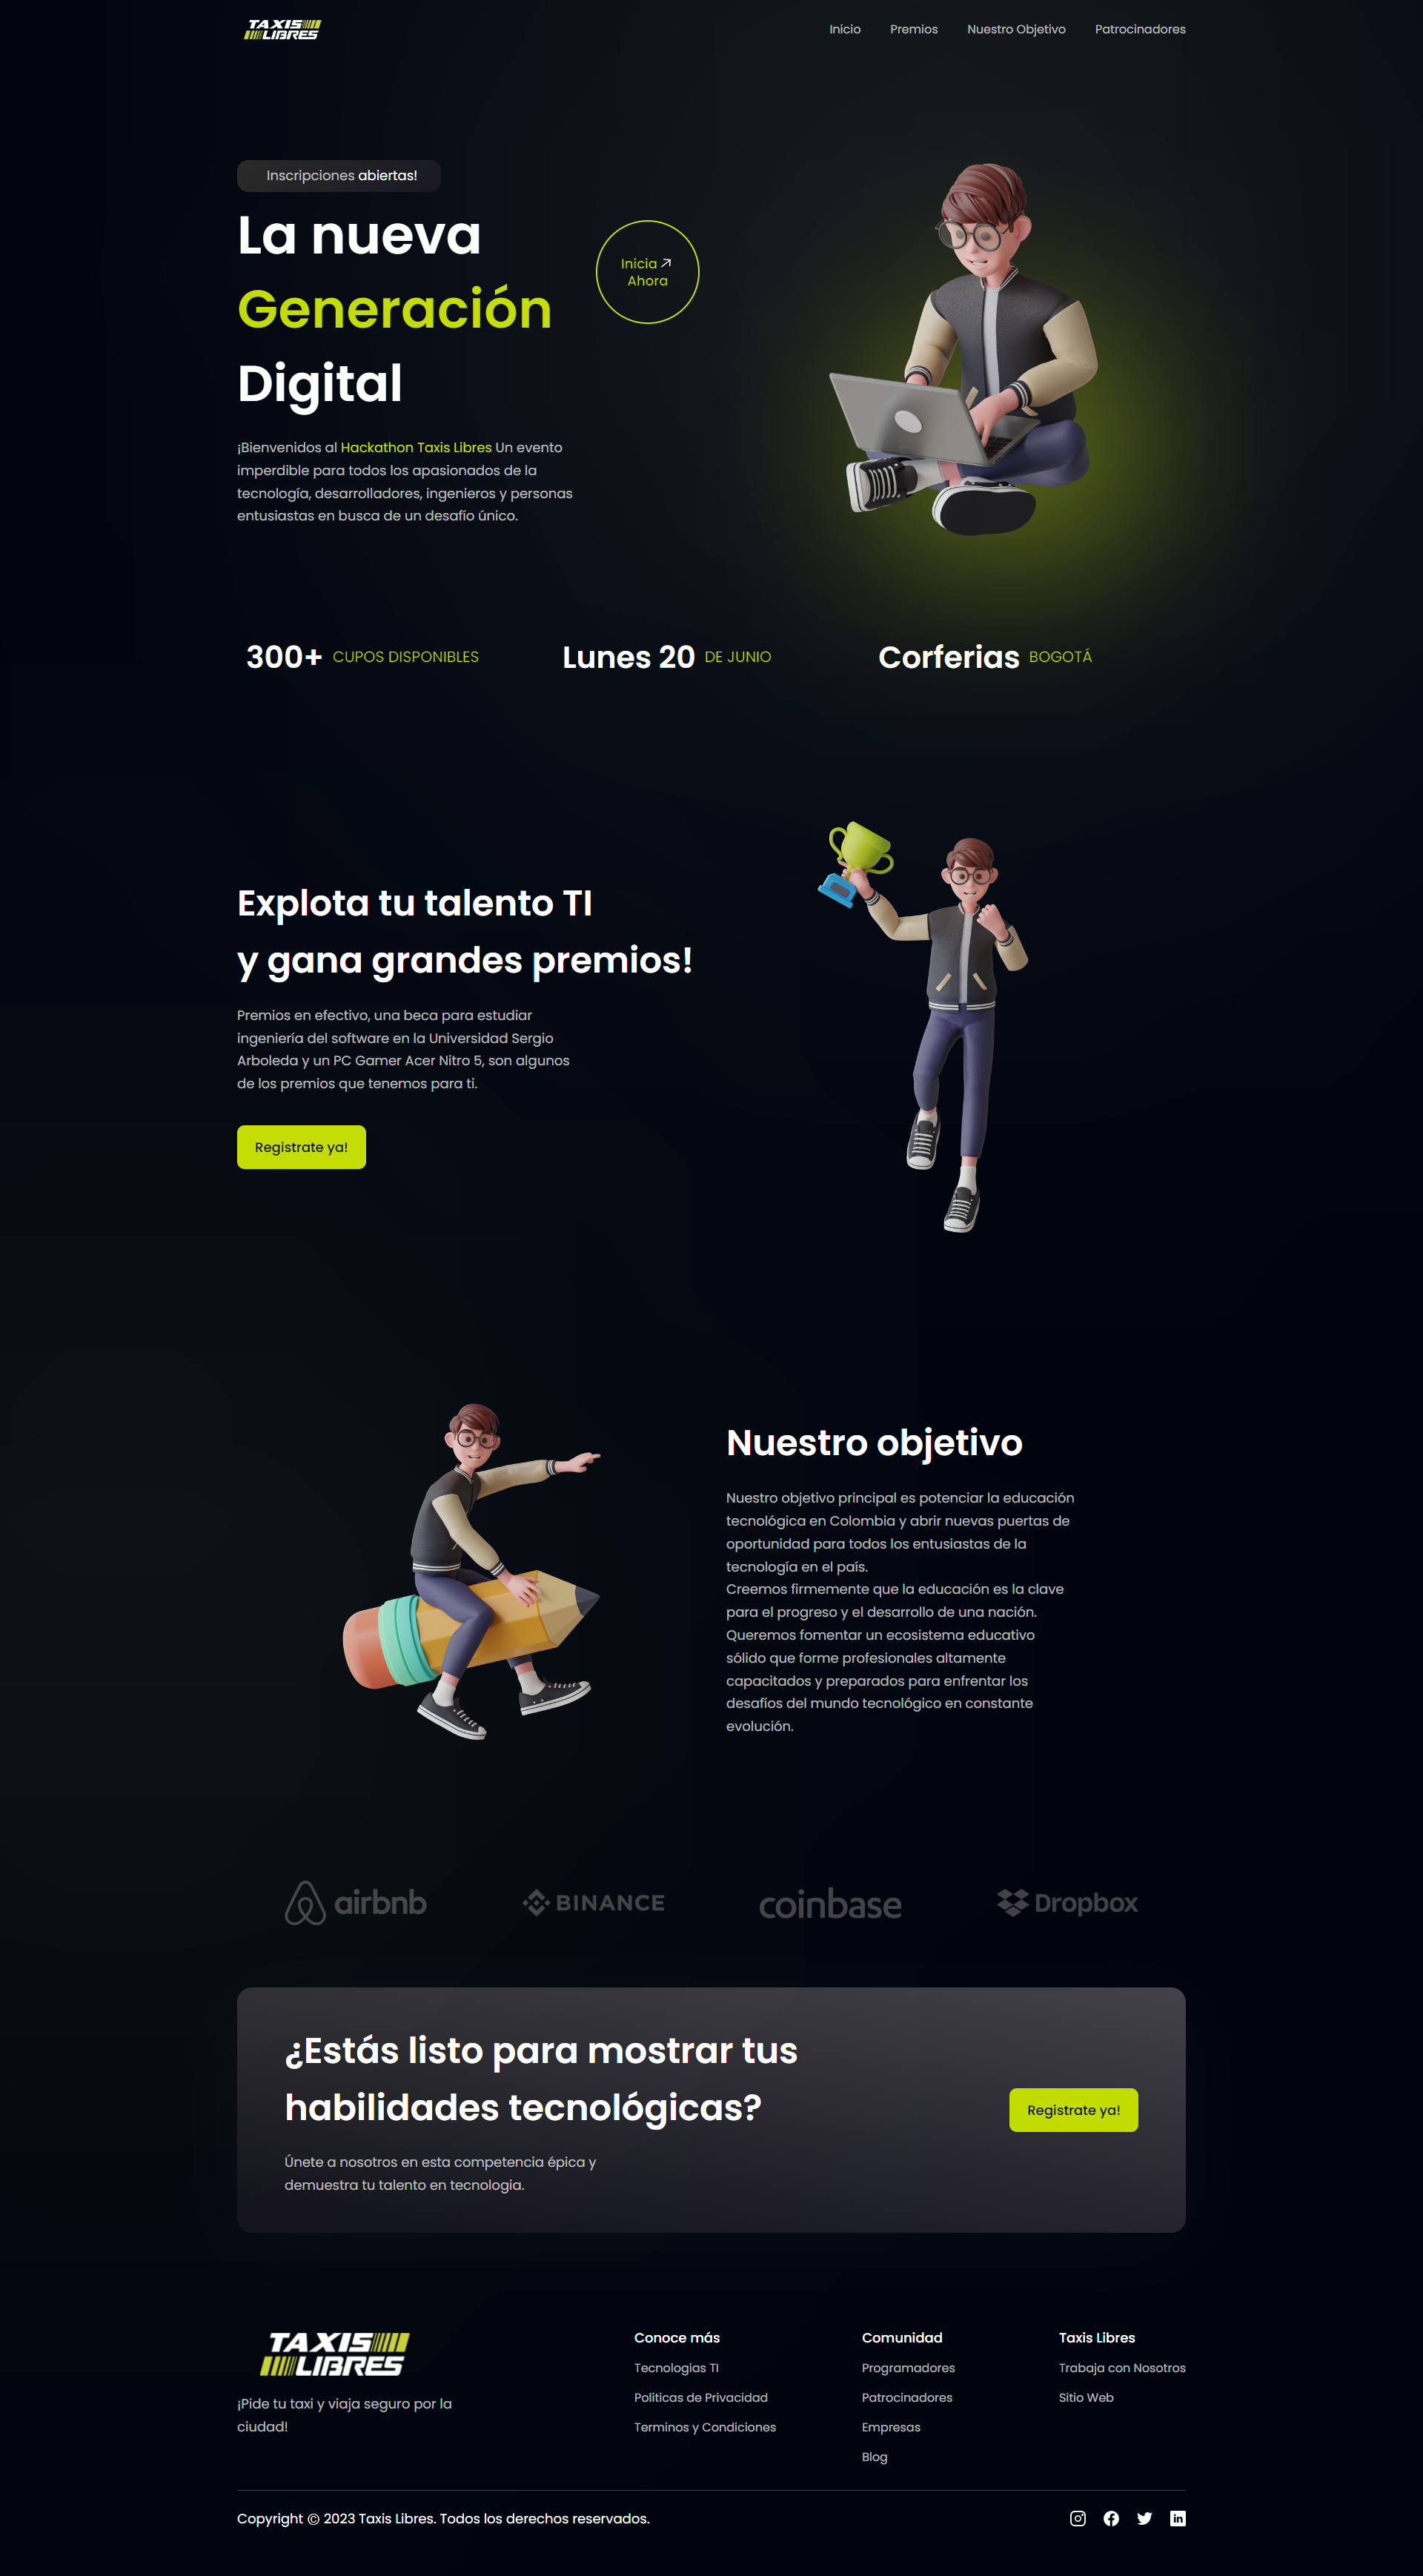 TAXIS
LIBRES
Inicio
Premios
Nuestro Objetivo
Patrocinadores
Inscripciones abiertas!
La nueva
Generación
Digital
Inicia
Ahora
¡Bienvenidos al Hackathon Taxis Libres Un evento
imperdible para todos los apasionados de la
tecnología, desarrolladores, ingenieros y personas
entusiastas en busca de un desafío único.
300+ CUPOS DISPONIBLES
Lunes 20 DE JUNIO
Corferias BOGOTÁ
Explota tu talento TI
y gana grandes premios!
Premios en efectivo, una beca para estudiar
ingeniería del software en la Universidad Sergio
Arboleda y un PC Gamer Acer Nitro 5, son algunos
de los premios que tenemos para ti.
Registrate ya!
Nuestro objetivo
Nuestro objetivo principal es potenciar la educación
tecnológica en Colombia y abrir nuevas puertas de
oportunidad para todos los entusiastas de la
tecnología en el país.
Creemos firmemente que la educación es la clave
para el progreso y el desarrollo de una nación.
Queremos fomentar un ecosistema educativo
sólido que forme profesionales altamente
capacitados y preparados para enfrentar los
desafíos del mundo tecnológico en constante
evolución.
airbnb
BINANCE
coinbase
Dropbox
¿Estás listo para mostrar tus
habilidades tecnológicas?
Únete a nosotros en esta competencia épica y
demuestra tu talento en tecnologia.
Registrate ya!
TAXIS
LIBRES
¡Pide tu taxi y viaja seguro por la
ciudad!
Conoce más
Tecnologias TI
Politicas de Privacidad
Terminos y Condiciones
Comunidad
Programadores
Patrocinadores
Empresas
Blog
Taxis Libres
Trabaja con Nosotros
Sitio Web
Copyright © 2023 Taxis Libres. Todos los derechos reservados.